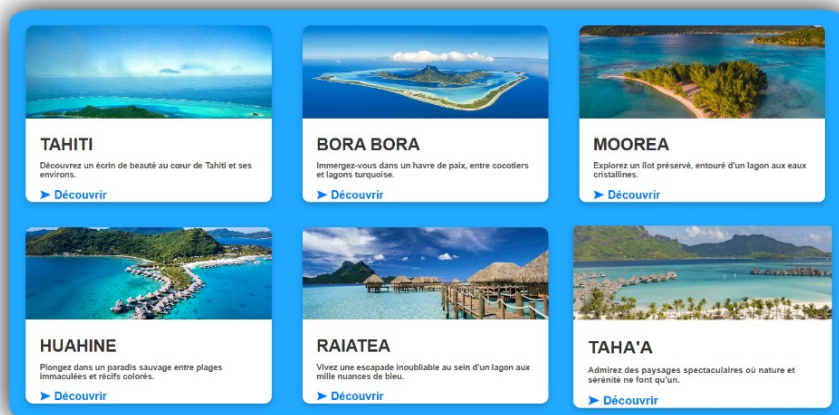 TAHITI
Découvrez un écrin de beauté au cœur de Tahiti et ses
environs.
➤ Découvrir
BORA BORA
Immergez-vous dans un havre de paix, entre cocotiers
et lagons turquoise.
➤ Découvrir
MOOREA
Explorez un îlot préservé, entouré d'un lagon aux eaux
cristallines.
➤ Découvrir
HUAHINE
Plongez dans un paradis sauvage entre plages
immaculées et récifs colorés.
➤ Découvrir
RAIATEA
Vivez une escapade inoubliable au sein d'un lagon aux
mille nuances de bleu.
➤ Découvrir
TAHA'A
Admirez des paysages spectaculaires où nature et
sérénité ne font qu'un.
➤ Découvrir